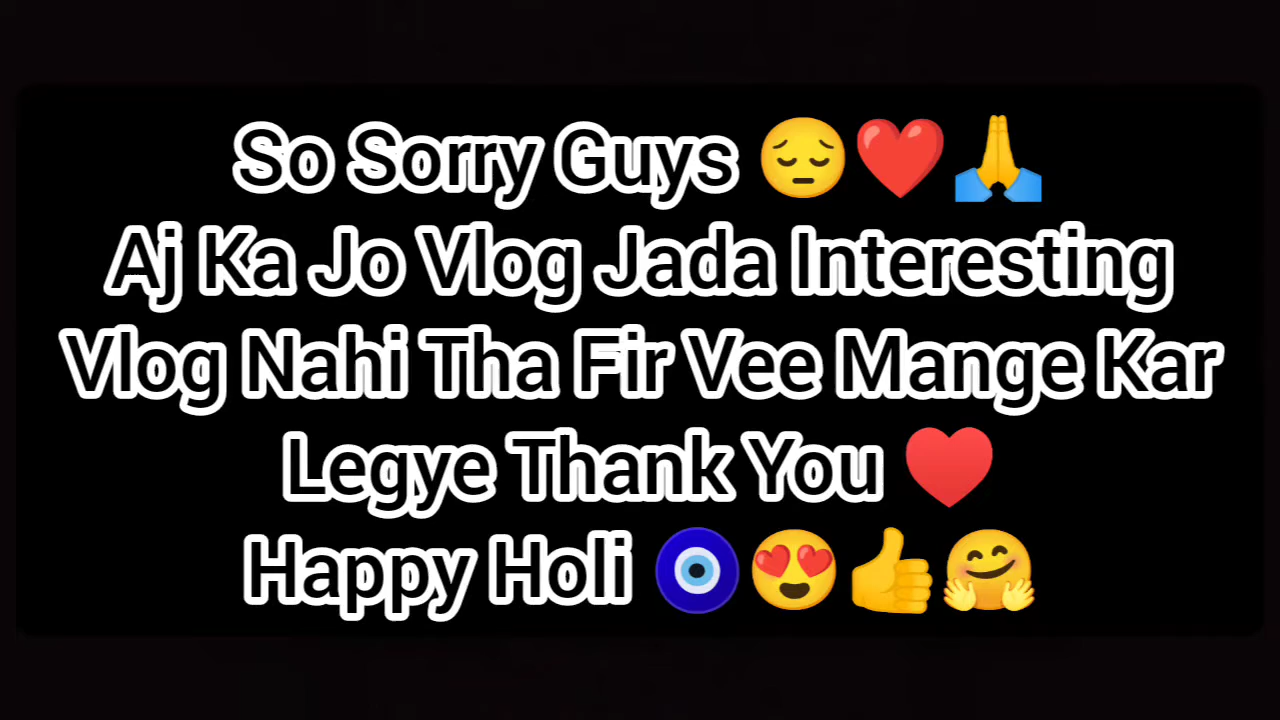 So Sorry Guys 😔❤️🙏
Aj Ka Jo Vlog Jada Interesting
Vlog Nahi Tha Fir Vee Mange Kar
Legye Thank You ♥️
Happy Holi 🧿😍👍🤗